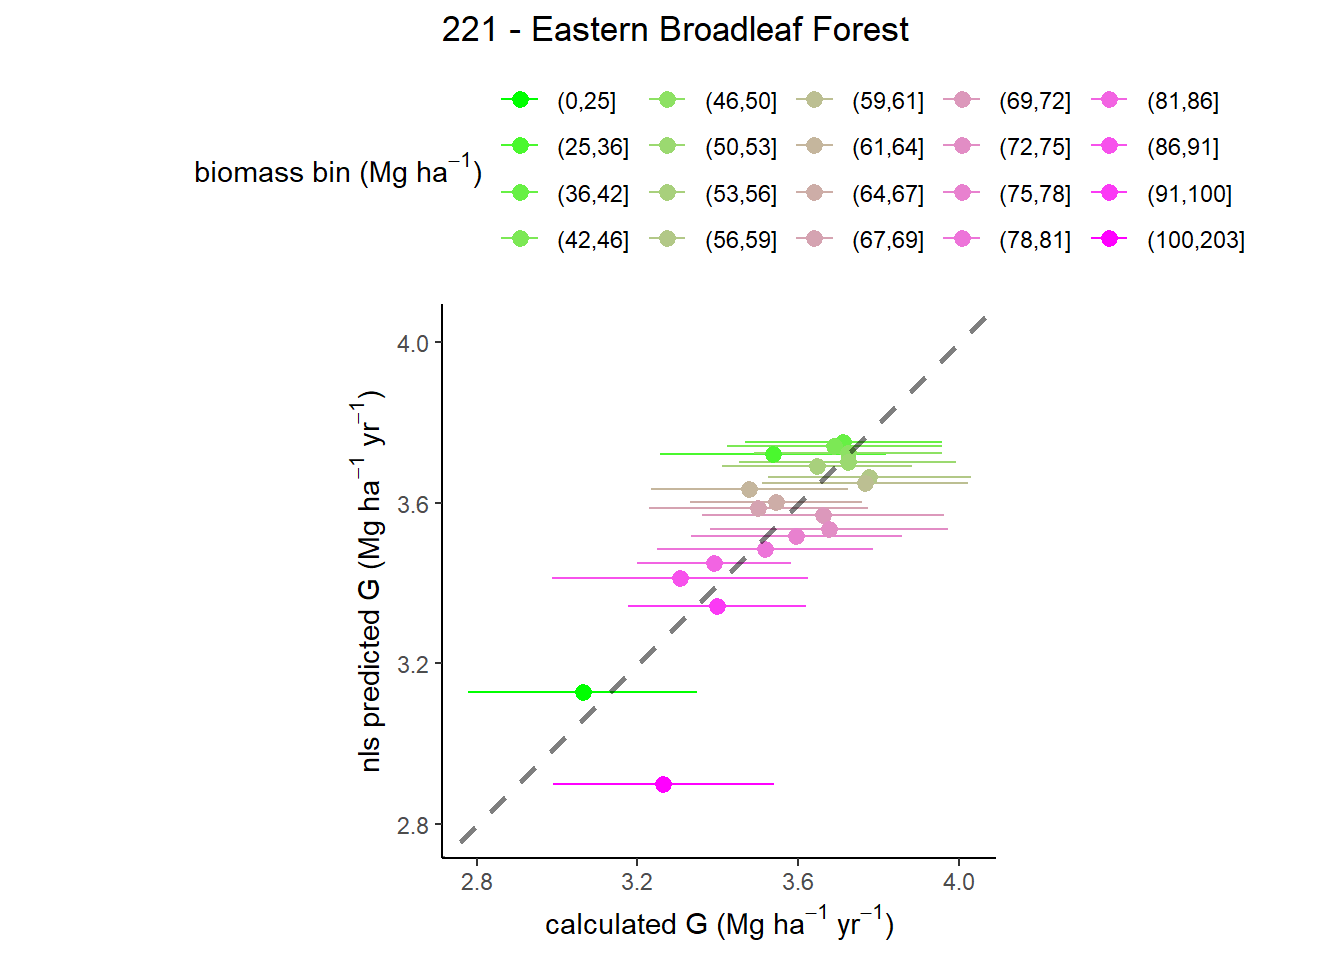 221 - Eastern Broadleaf Forest
(0,25] (46,50] (59,61] (69,72] (81,86]
(25,36] (50,53] (61,64] (72,75] (86,91]
biomass bin (Mg ha⁻¹)
(36,42] (53,56] (64,67] (75,78] (91,100]
(42,46] (56,59] (67,69] (78,81] (100,203]
4.0
3.6
3.2
2.8
nls predicted G (Mg ha⁻¹ yr⁻¹)
2.8 3.2 3.6 4.0
calculated G (Mg ha⁻¹ yr⁻¹)